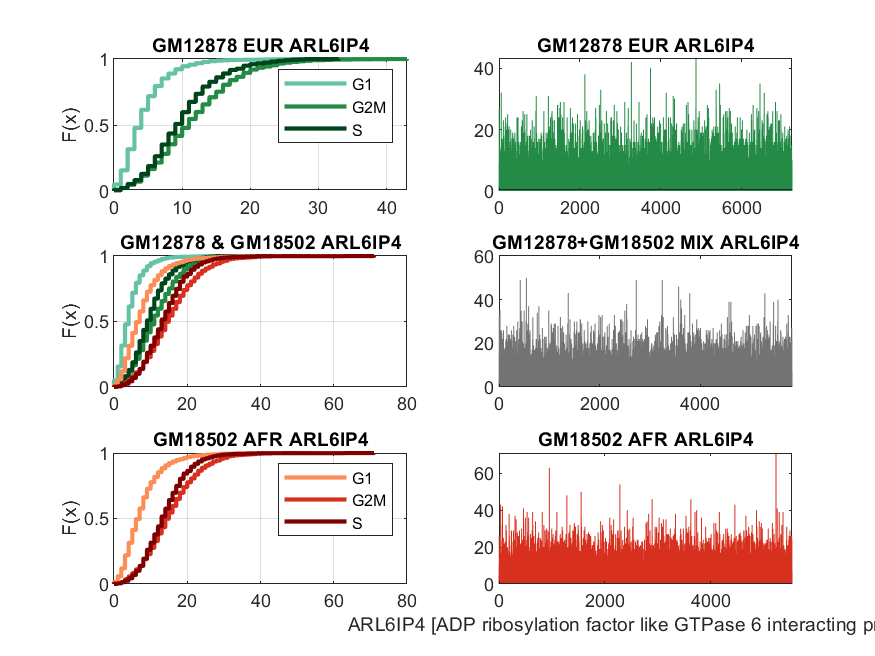 GM12878 EUR ARL6IP4
1
0.5
0
F(x)
0 10 20 30 40
G1
G2M
S
GM12878 EUR ARL6IP4
40
20
0
0 2000 4000 6000
GM12878 & GM18502 ARL6IP4
1
0.5
0
F(x)
0 20 40 60 80
GM12878+GM18502 MIX ARL6IP4
60
40
20
0
0 2000 4000
GM18502 AFR ARL6IP4
1
0.5
0
F(x)
0 20 40 60 80
G1
G2M
S
GM18502 AFR ARL6IP4
60
40
20
0
0 2000 4000
ARL6IP4 [ADP ribosylation factor like GTPase 6 interacting